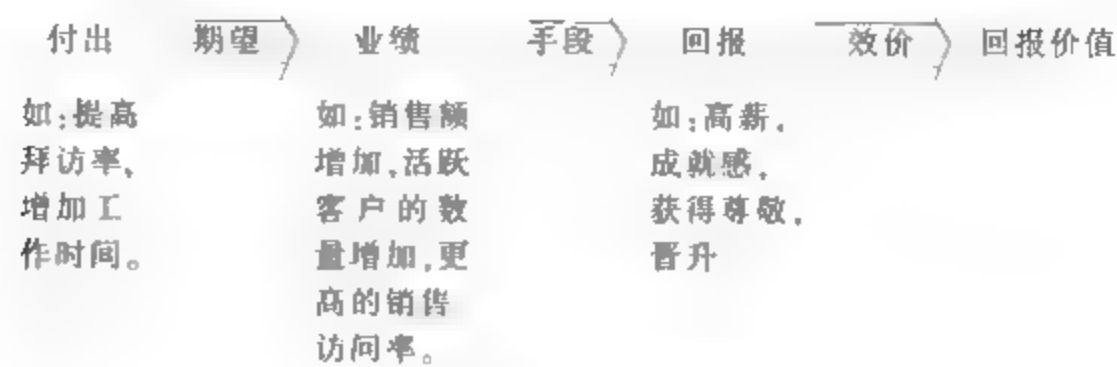 付出 期望 业绩 手段 回报 效价 回报价值
如：提高
拜访率、
增加工
作时间。
如：销售额
增加，活跃
客户的数
量增加，更
高的销售
访问率。
如：高薪，
成就感，
获得尊敬，
晋升